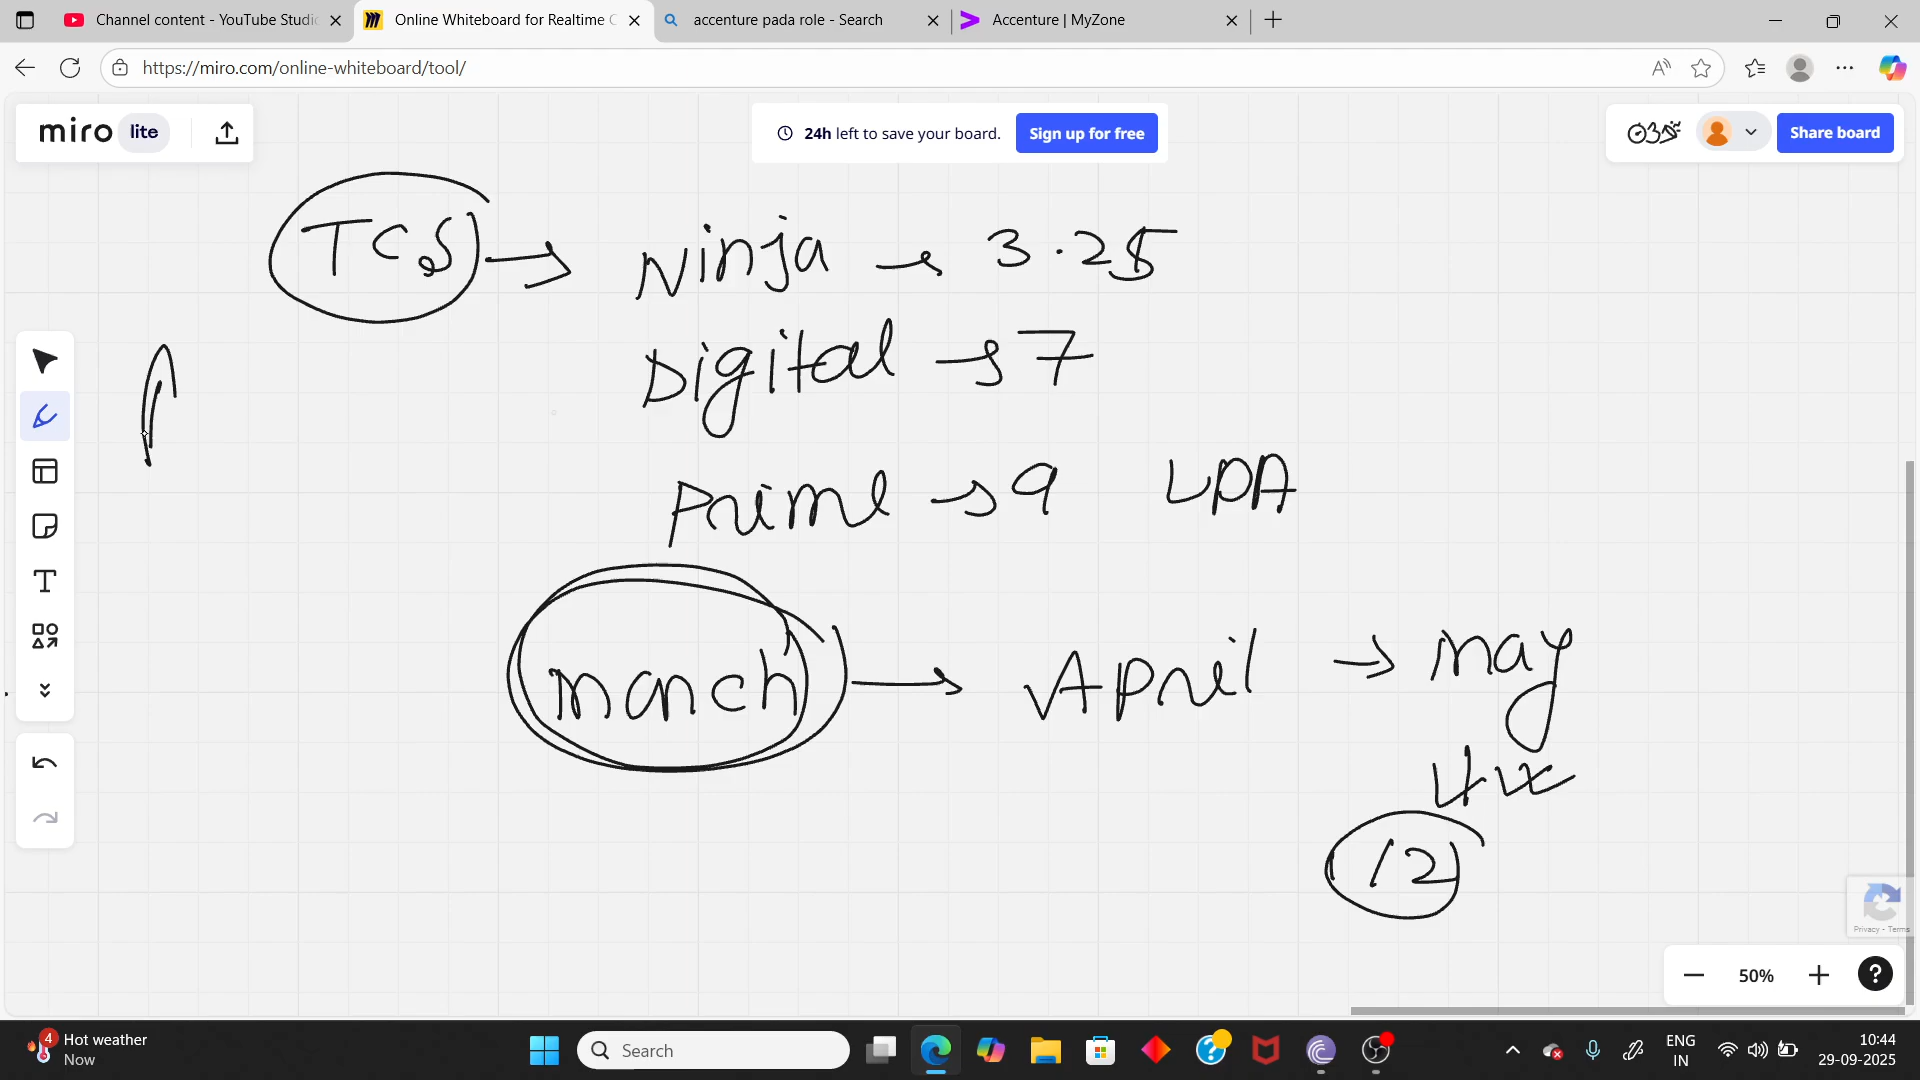 Channel content - YouTube Studio
Online Whiteboard for Realtime C
accenture pada role - Search
Accenture | MyZone
https://miro.com/online-whiteboard/tool/
miro lite
24h left to save your board.
Sign up for free
Share board
TCS → Ninja → 3.25
Digital → 7
Prime → 9 LPA
march → April → may
12
Privacy - Terms
50%
4
Hot weather
Now
Search
ENG
IN
10:44
29-09-2025